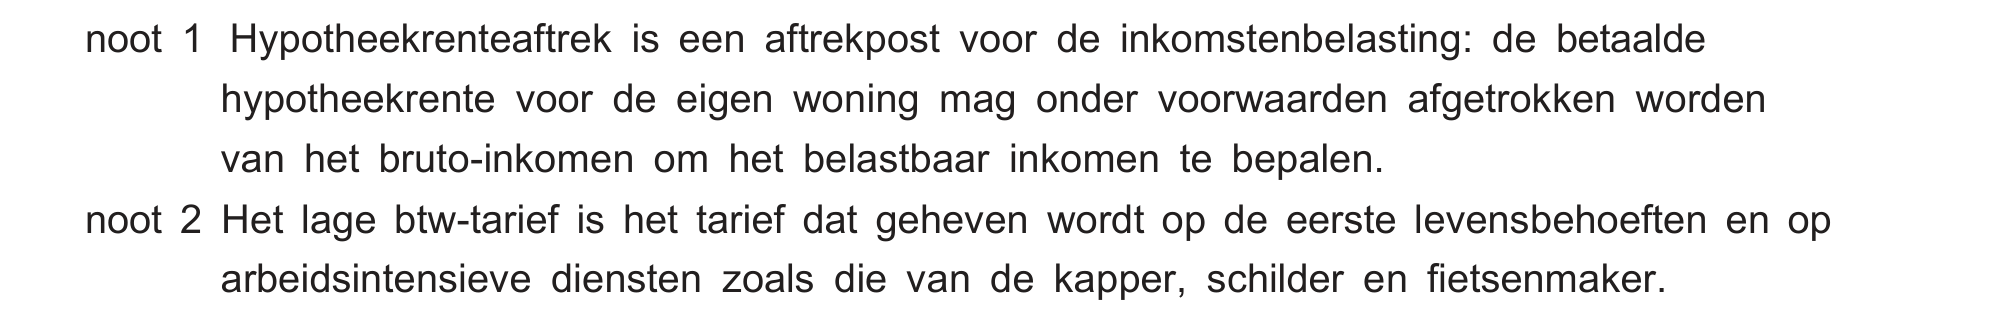 noot 1 Hypotheekrenteaftrek is een aftrekpost voor de inkomstenbelasting: de betaalde
hypotheekrente voor de eigen woning mag onder voorwaarden afgetrokken worden
van het bruto-inkomen om het belastbaar inkomen te bepalen.
noot 2 Het lage btw-tarief is het tarief dat geheven wordt op de eerste levensbehoeften en op
arbeidsintensieve diensten zoals die van de kapper, schilder en fietsenmaker.